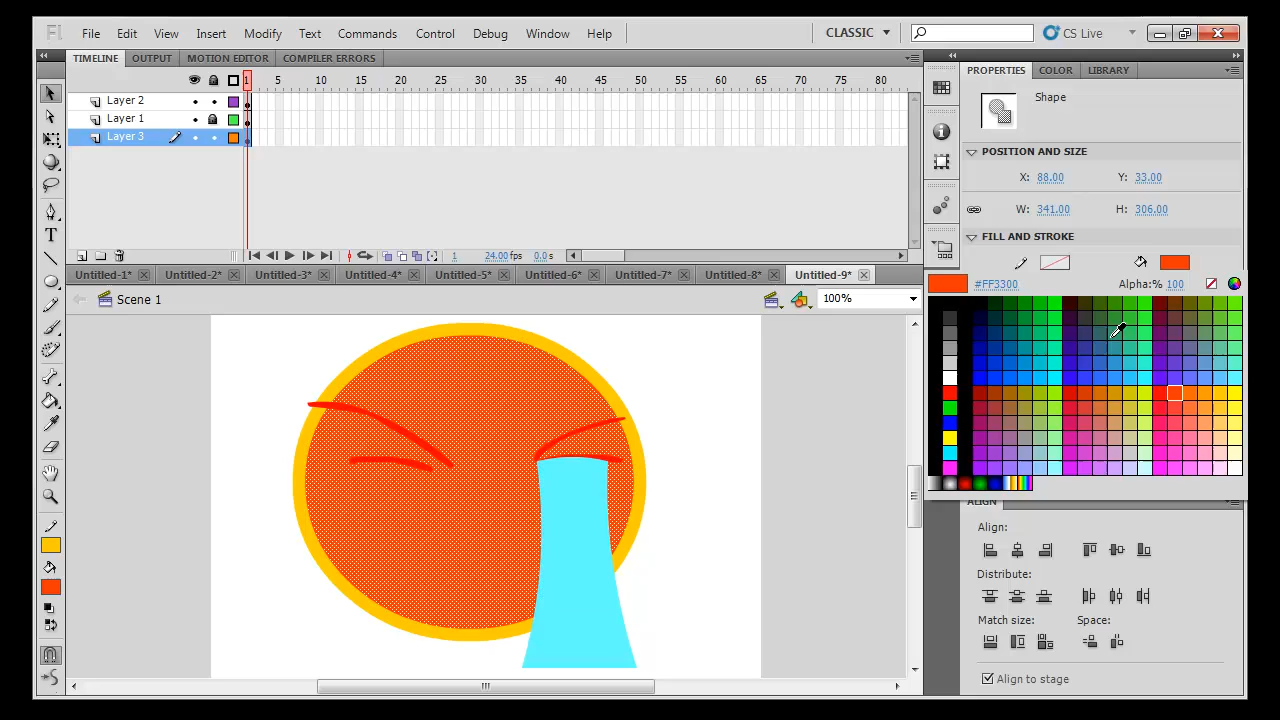 Fl File Edit View Insert Modify Text Commands Control Debug Window Help CLASSIC CS Live
TIMELINE OUTPUT MOTION EDITOR COMPILER ERRORS
PROPERTIES COLOR LIBRARY
1 5 10 15 20 25 30 35 40 45 50 55 60 65 70 75 80
Layer 2
Layer 1
Layer 3
Shape
POSITION AND SIZE
X: 88.00 Y: 33.00
W: 341.00 H: 306.00
FILL AND STROKE
1 24.00fps 0.0s
Untitled-1* Untitled-2* Untitled-3* Untitled-4* Untitled-5* Untitled-6* Untitled-7* Untitled-8* Untitled-9*
#FF3300 Alpha:% 100
Scene 1 100%
ALIGN
Align:
Distribute:
Match size: Space:
Align to stage